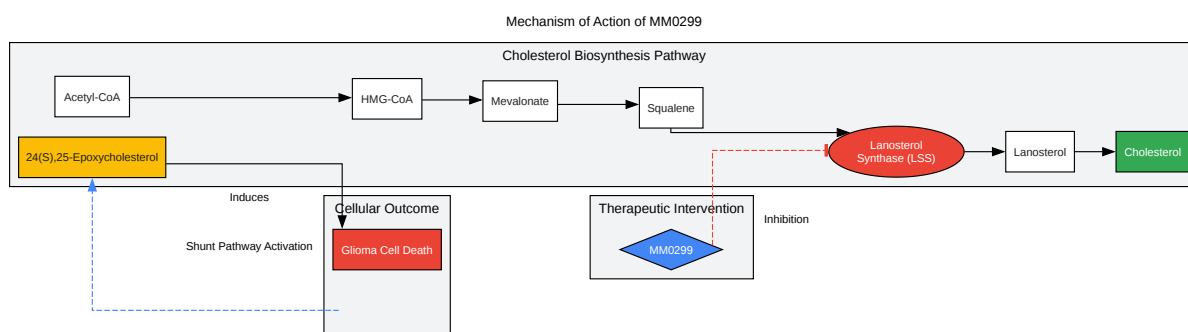 Mechanism of Action of MM0299
Cholesterol Biosynthesis Pathway
Acetyl-CoA
HMG-CoA
Mevalonate
Squalene
Lanosterol
Synthase (LSS)
Lanosterol
Cholesterol
24(S),25-Epoxycholesterol
Induces
Cellular Outcome
Therapeutic Intervention
Inhibition
Shunt Pathway Activation
Glioma Cell Death
MM0299